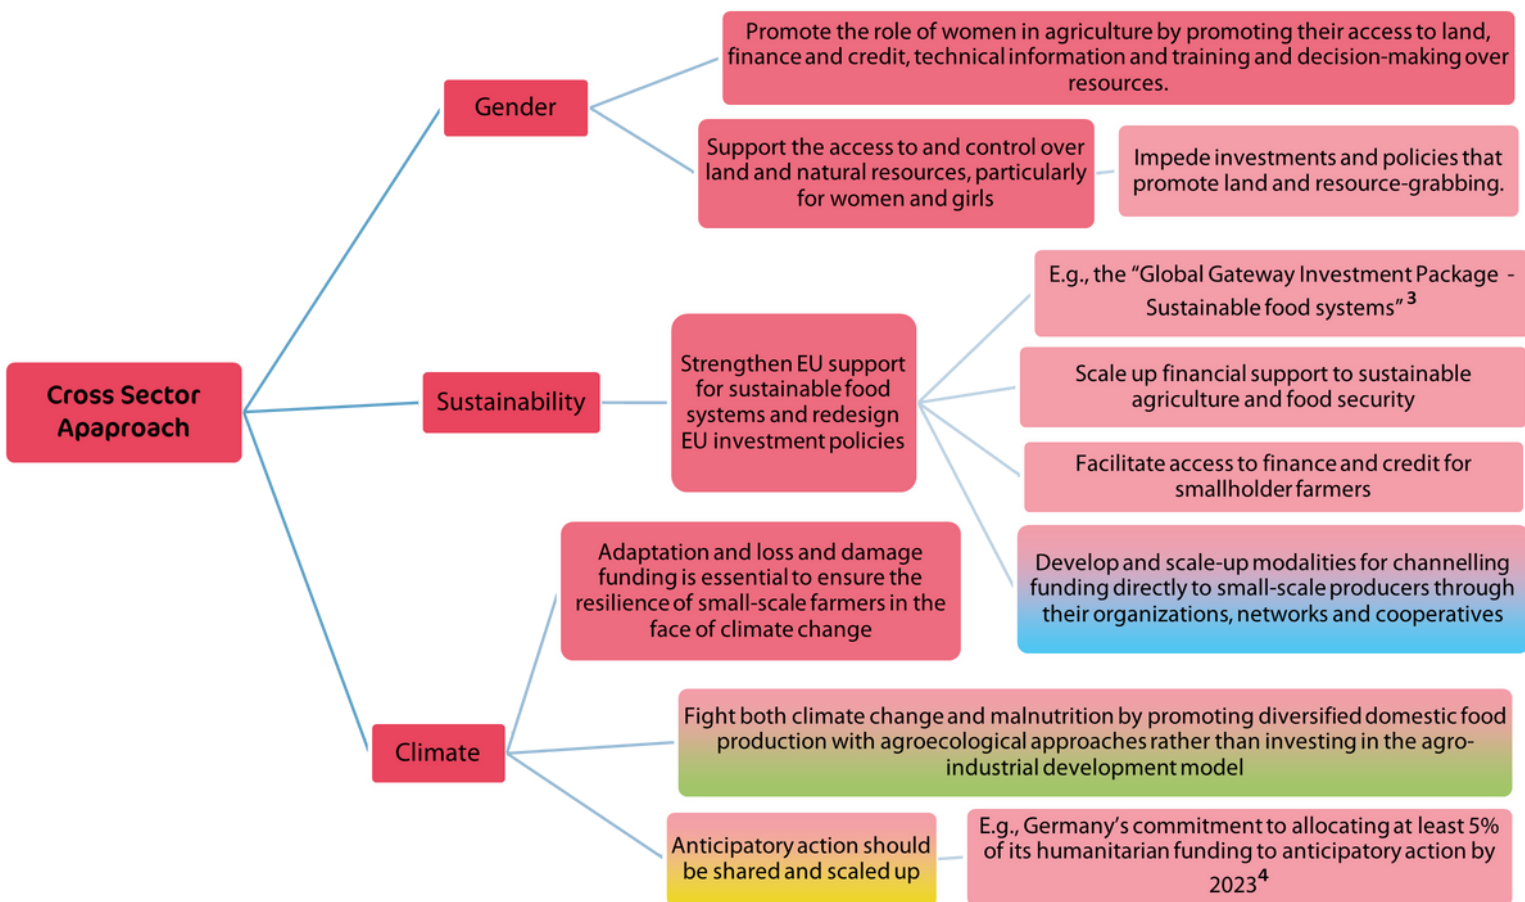 Promote the role of women in agriculture by promoting their access to land,
finance and credit, technical information and training and decision-making over
resources.
Gender
Support the access to and control over
land and natural resources, particularly
for women and girls
Impede investments and policies that
promote land and resource-grabbing.
E.g., the “Global Gateway Investment Package -
Sustainable food systems” 3
Cross Sector
Apaproach
Sustainability
Strengthen EU support
for sustainable food
systems and redesign
EU investment policies
Scale up financial support to sustainable
agriculture and food security
Facilitate access to finance and credit for
smallholder farmers
Develop and scale-up modalities for channelling
funding directly to small-scale producers through
their organizations, networks and cooperatives
Adaptation and loss and damage
funding is essential to ensure the
resilience of small-scale farmers in the
face of climate change
Climate
Fight both climate change and malnutrition by promoting diversified domestic food
production with agroecological approaches rather than investing in the agro-
industrial development model
Anticipatory action should
be shared and scaled up
E.g., Germany’s commitment to allocating at least 5%
of its humanitarian funding to anticipatory action by
2023⁴